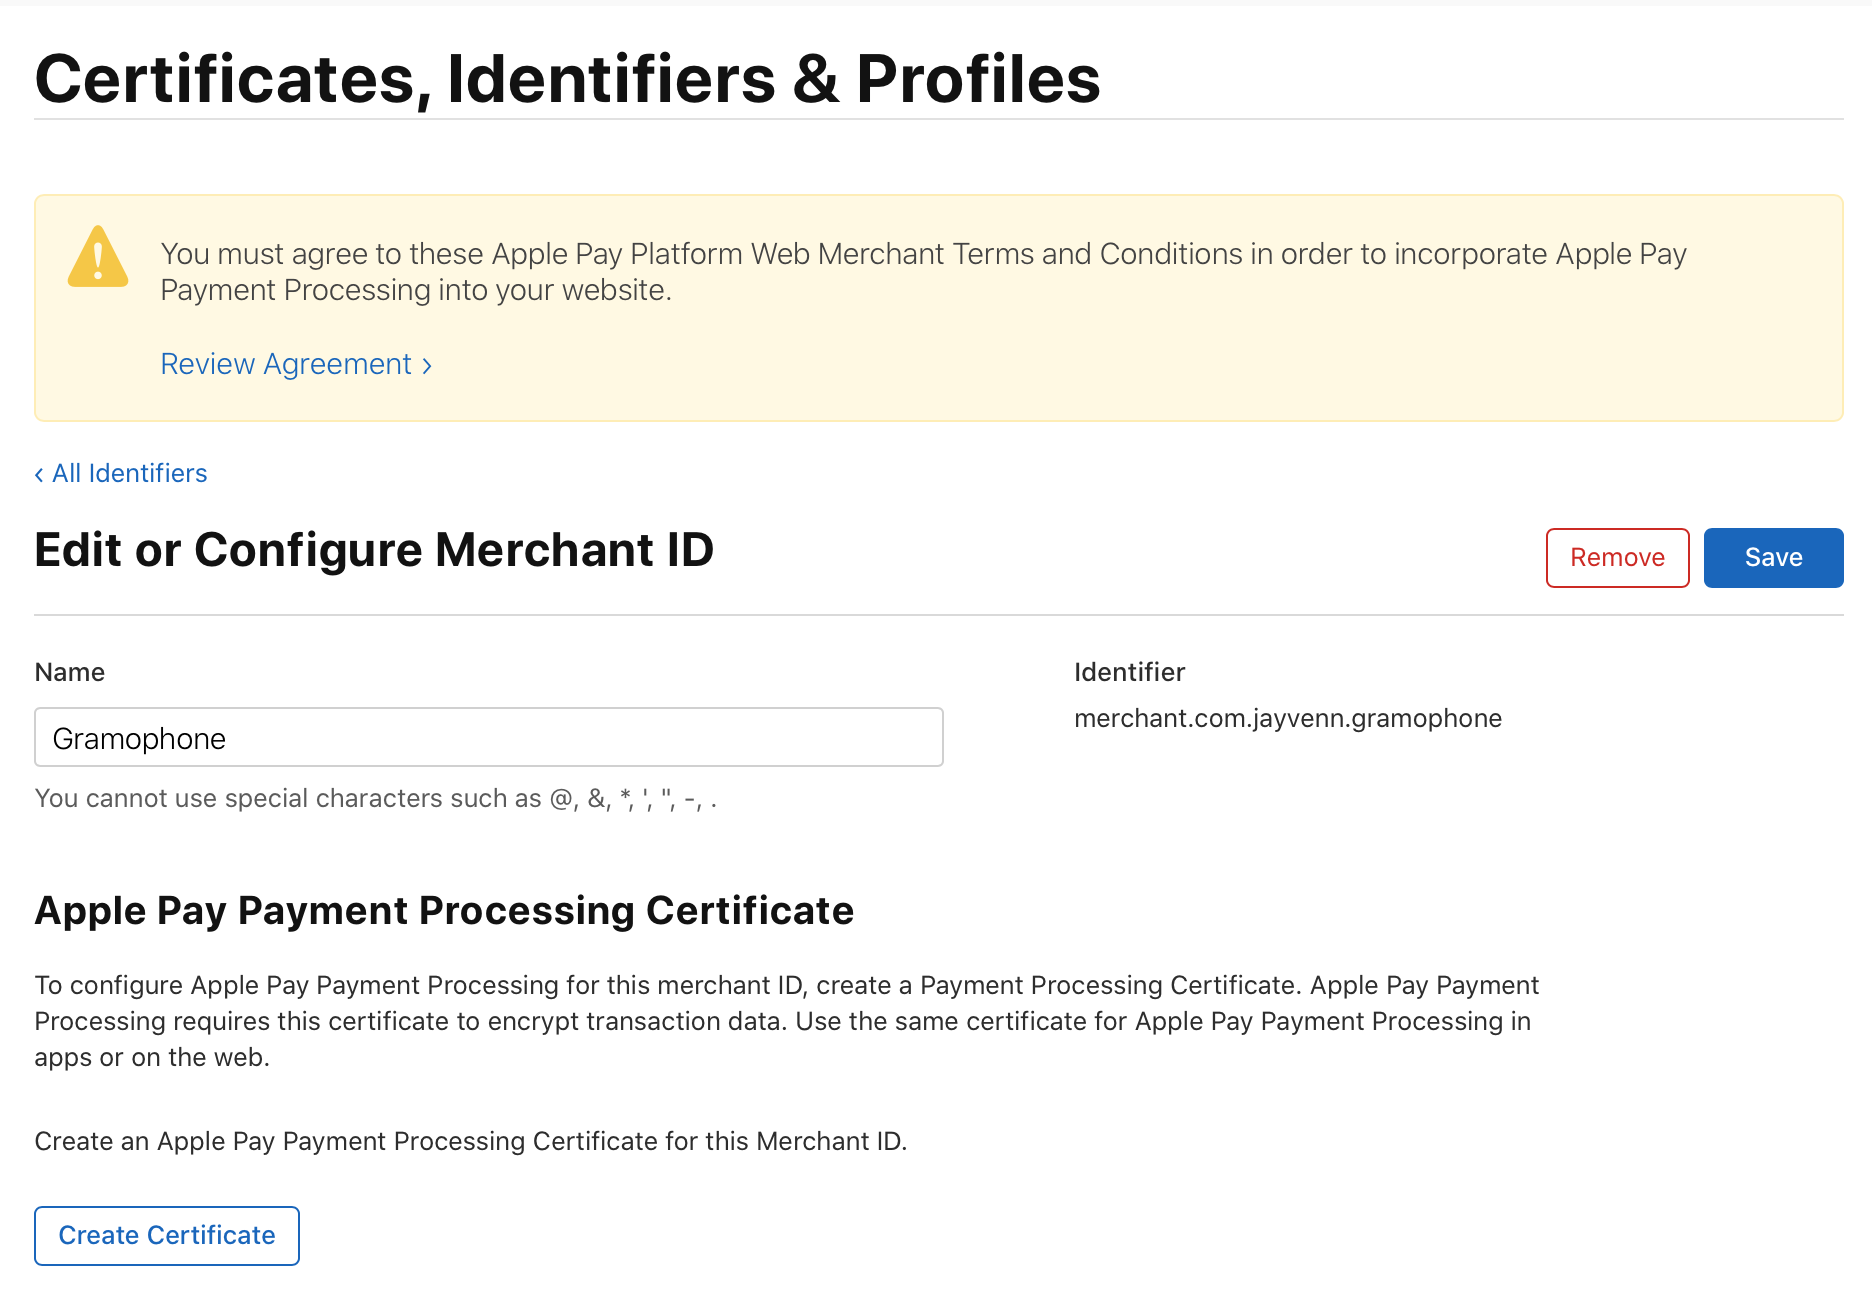 Certificates, Identifiers & Profiles
You must agree to these Apple Pay Platform Web Merchant Terms and Conditions in order to incorporate Apple Pay
Payment Processing into your website.
Review Agreement ›
‹ All Identifiers
Edit or Configure Merchant ID
Remove
Save
Name
Identifier
Gramophone
merchant.com.jayvenn.gramophone
You cannot use special characters such as @, &, *, ', ", -, .
Apple Pay Payment Processing Certificate
To configure Apple Pay Payment Processing for this merchant ID, create a Payment Processing Certificate. Apple Pay Payment
Processing requires this certificate to encrypt transaction data. Use the same certificate for Apple Pay Payment Processing in
apps or on the web.
Create an Apple Pay Payment Processing Certificate for this Merchant ID.
Create Certificate